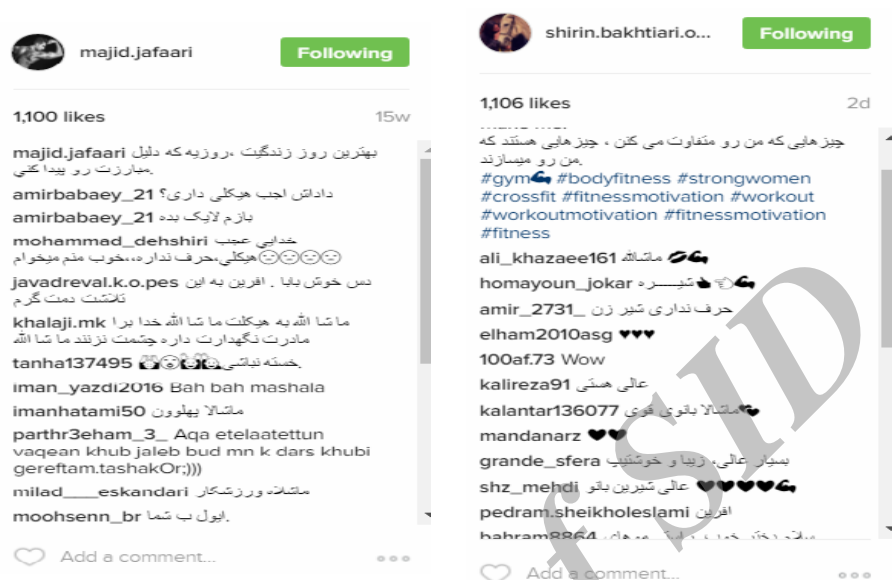 majid.jafaari
Following
1,100 likes
15w
majid.jafaari بهترین روز زندگیت ،روزیه که دلیل
مبارزت رو پیدا کنی.
amirbabaey_21 داداش اجب هیکلی داری؟
amirbabaey_21 بازم لایک بده
mohammad_dehshiri خدایی عجب
هیکلی،حرف نداره،،خوب منم میخوام
javadreval.k.o.pes دس خوش بابا . افرین به این
تلاشت دمت گرم
khalaji.mk ما شا الله به هیکلت ما شا الله خدا برا
مادرت نگهدارت داره چشمت نزنند ما شا الله
tanha137495 خسته نباشی.
iman_yazdi2016 Bah bah mashala
imanhatami50 ماشالا پهلوون
parthr3eham_3_ Aqa etelaatettun
vaqean khub jaleb bud mn k dars khubi
gereftam.tashakOr;)))
milad___eskandari ماشلاه ورزشکار
moohsenn_br ایول ب شما.
Add a comment...
shirin.bakhtiari.o...
Following
1,106 likes
2d
چیزهایی که من رو متفاوت می کنن ، چیزهایی هستند که
من رو میسازند.
#gym💪 #bodyfitness #strongwomen
#crossfit #fitnessmotivation #workout
#workoutmotivation #fitnessmotivation
#fitness
ali_khazaee161 ماشالله 💋💪
homayoun_jokar شیـــــره 👍👈💪
amir_2731_ حرف نداری شیر زن
elham2010asg ♥♥♥
100af.73 Wow
kalireza91 عالی هستی
kalantar136077 ماشالا بانوی قوی
mandanarz ♥♥
grande_sfera بسیار عالی، زیبا و خوشتیپ
shz_mehdi عالی شیرین بانو ♥♥♥♥💪
pedram.sheikholeslami افرین
bahram8864
Add a comment...
f SID